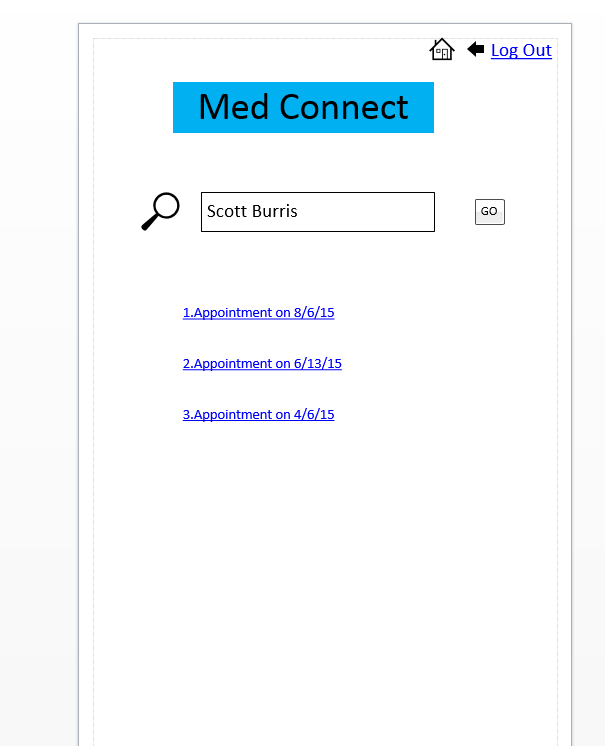 Log Out
Med Connect
Scott Burris
GO
1.Appointment on 8/6/15
2.Appointment on 6/13/15
3.Appointment on 4/6/15